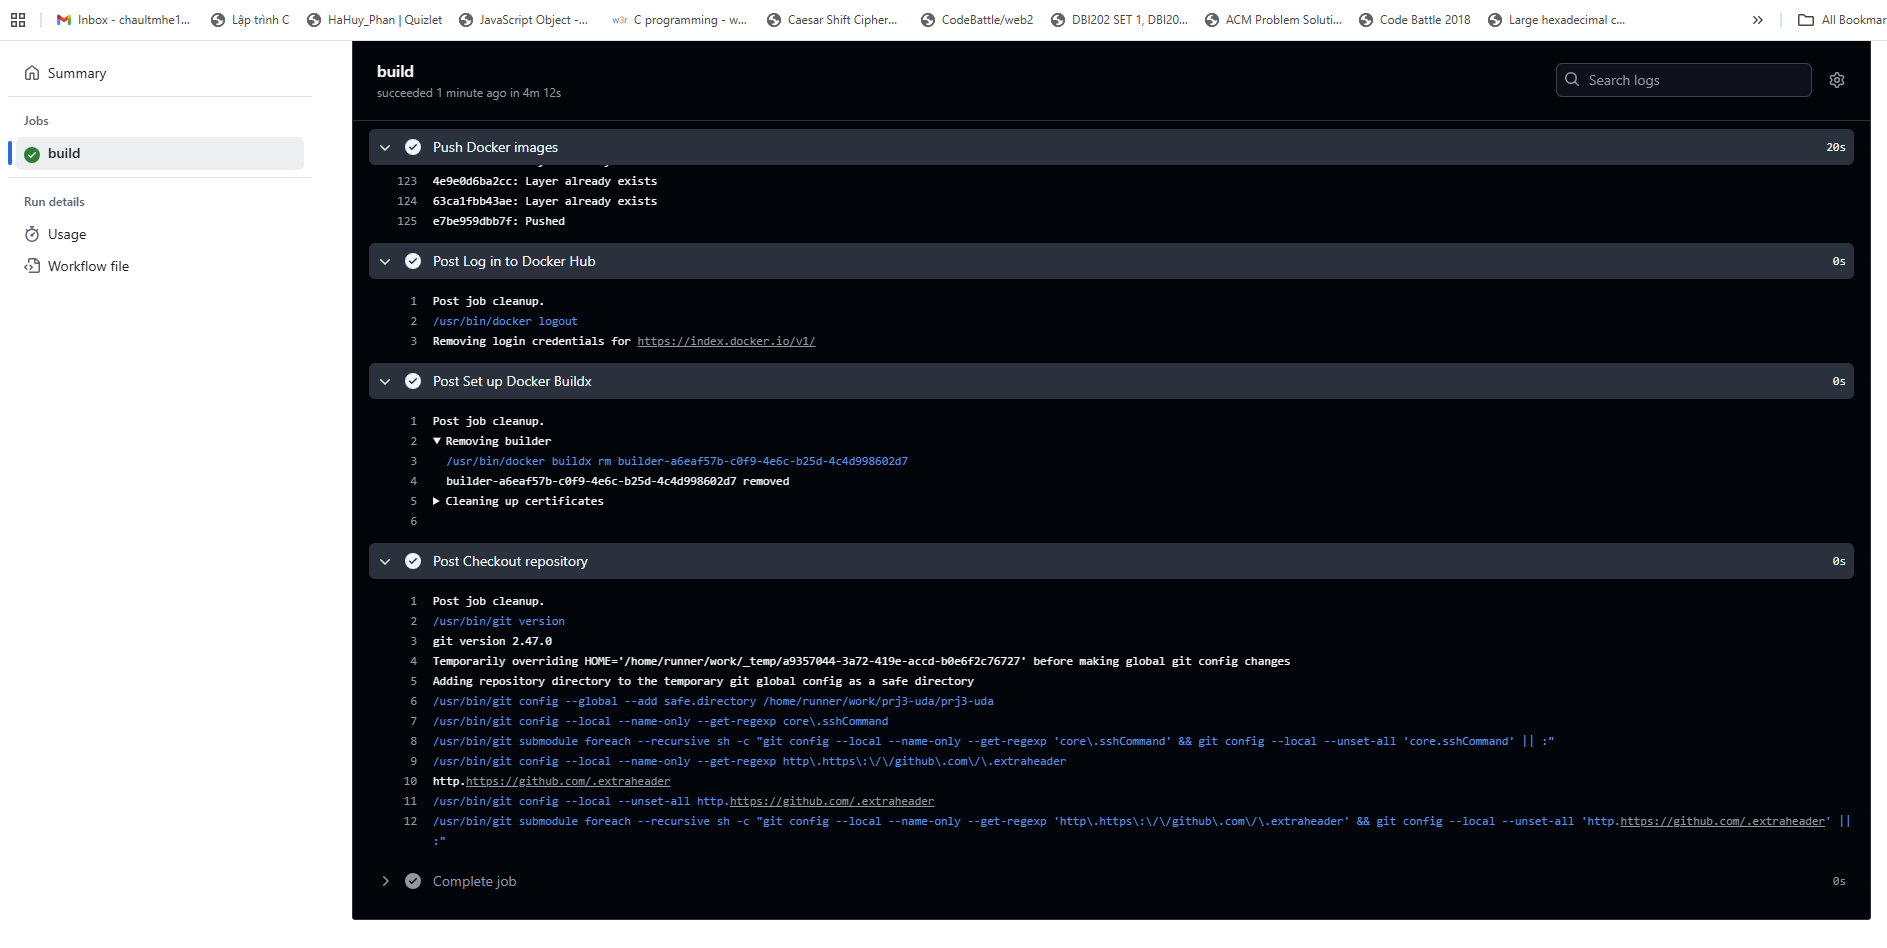 Inbox - chaultmhe1...
Lập trình C
HaHuy_Phan | Quizlet
JavaScript Object -...
w3r C programming - w...
Caesar Shift Cipher...
CodeBattle/web2
DBI202 SET 1, DBI20...
ACM Problem Soluti...
Code Battle 2018
Large hexadecimal c...
All Bookmar
Summary
Jobs
build
Run details
Usage
Workflow file
build
succeeded 1 minute ago in 4m 12s
Search logs
Push Docker images 20s
123 4e9e0d6ba2cc: Layer already exists
124 63ca1fbb43ae: Layer already exists
125 e7be959dbb7f: Pushed
Post Log in to Docker Hub 0s
1 Post job cleanup.
2 /usr/bin/docker logout
3 Removing login credentials for https://index.docker.io/v1/
Post Set up Docker Buildx 0s
1 Post job cleanup.
2 Removing builder
3 /usr/bin/docker buildx rm builder-a6eaf57b-c0f9-4e6c-b25d-4c4d998602d7
4 builder-a6eaf57b-c0f9-4e6c-b25d-4c4d998602d7 removed
5 Cleaning up certificates
6
Post Checkout repository 0s
1 Post job cleanup.
2 /usr/bin/git version
3 git version 2.47.0
4 Temporarily overriding HOME='/home/runner/work/_temp/a9357044-3a72-419e-accd-b0e6f2c76727' before making global git config changes
5 Adding repository directory to the temporary git global config as a safe directory
6 /usr/bin/git config --global --add safe.directory /home/runner/work/prj3-uda/prj3-uda
7 /usr/bin/git config --local --name-only --get-regexp core\.sshCommand
8 /usr/bin/git submodule foreach --recursive sh -c "git config --local --name-only --get-regexp 'core\.sshCommand' && git config --local --unset-all 'core.sshCommand' || :"
9 /usr/bin/git config --local --name-only --get-regexp http\.https\:\/\/github\.com\/\.extraheader
10 http.https://github.com/.extraheader
11 /usr/bin/git config --local --unset-all http.https://github.com/.extraheader
12 /usr/bin/git submodule foreach --recursive sh -c "git config --local --name-only --get-regexp 'http\.https\:\/\/github\.com\/\.extraheader' && git config --local --unset-all 'http.https://github.com/.extraheader' ||
:"
Complete job 0s